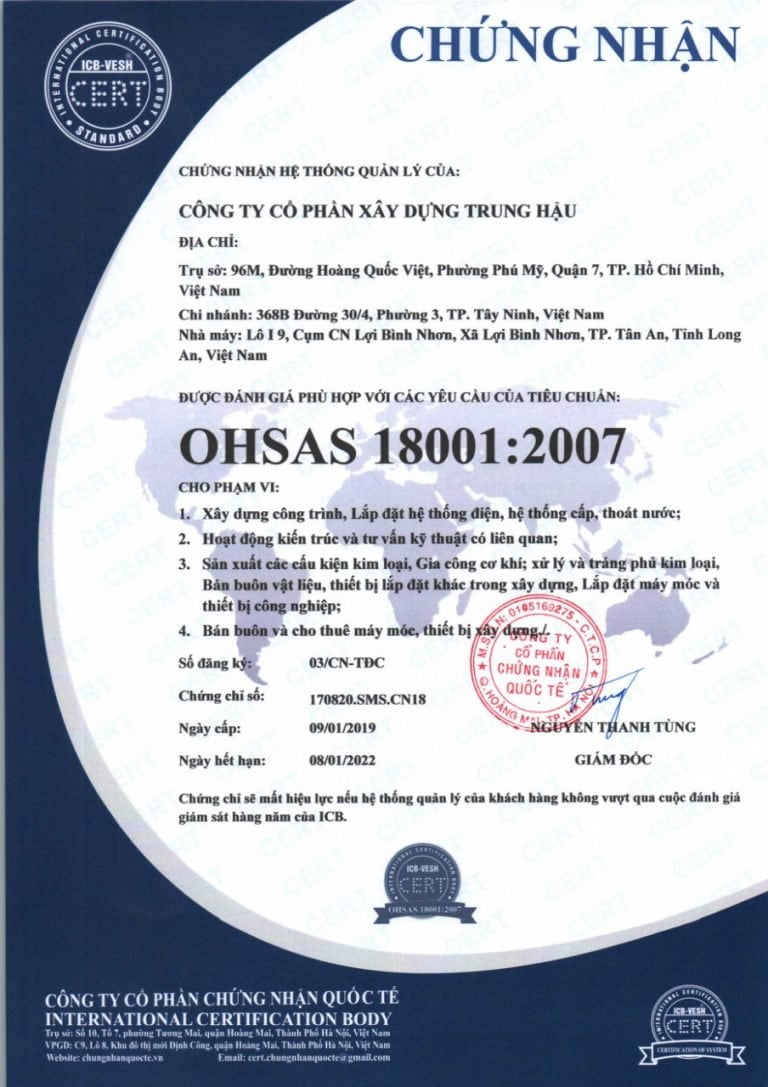 INTERNATIONAL CERTIFICATION BODY
ICB-VESH
CERT
STANDARD
CHỨNG NHẬN
CHỨNG NHẬN HỆ THỐNG QUẢN LÝ CỦA:
CÔNG TY CỔ PHẦN XÂY DỰNG TRUNG HẬU
ĐỊA CHỈ:
Trụ sở: 96M, Đường Hoàng Quốc Việt, Phường Phú Mỹ, Quận 7, TP. Hồ Chí Minh,
Việt Nam
Chi nhánh: 368B Đường 30/4, Phường 3, TP. Tây Ninh, Việt Nam
Nhà máy: Lô I 9, Cụm CN Lợi Bình Nhơn, Xã Lợi Bình Nhơn, TP. Tân An, Tỉnh Long
An, Việt Nam
ĐƯỢC ĐÁNH GIÁ PHÙ HỢP VỚI CÁC YÊU CẦU CỦA TIÊU CHUẨN:
OHSAS 18001:2007
CHO PHẠM VI:
1. Xây dựng công trình, Lắp đặt hệ thống điện, hệ thống cấp, thoát nước;
2. Hoạt động kiến trúc và tư vấn kỹ thuật có liên quan;
3. Sản xuất các cấu kiện kim loại, Gia công cơ khí; xử lý và tráng phủ kim loại,
Bán buôn vật liệu, thiết bị lắp đặt khác trong xây dựng, Lắp đặt máy móc và
thiết bị công nghiệp;
4. Bán buôn và cho thuê máy móc, thiết bị xây dựng./.
M.S.D.N: 0105169275 - C.T.C.P
CÔNG TY
CỔ PHẦN
CHỨNG NHẬN
QUỐC TẾ
Q. HOÀNG MAI, TP. HÀ NỘI
Số đăng ký: 03/CN-TĐC
Chứng chỉ số: 170820.SMS.CN18
Ngày cấp: 09/01/2019
NGUYỄN THANH TÙNG
Ngày hết hạn: 08/01/2022
GIÁM ĐỐC
Chứng chỉ sẽ mất hiệu lực nếu hệ thống quản lý của khách hàng không vượt qua cuộc đánh giá
giám sát hàng năm của ICB.
INTERNATIONAL CERTIFICATION BODY
ICB-VESH
CERT
OHSAS 18001:2007
CÔNG TY CỔ PHẦN CHỨNG NHẬN QUỐC TẾ
INTERNATIONAL CERTIFICATION BODY
Trụ sở: Số 10, Tổ 7, phường Tương Mai, quận Hoàng Mai, Thành Phố Hà Nội, Việt Nam
VPGD: C9, Lô 8, Khu đô thị mới Định Công, quận Hoàng Mai, Thành Phố Hà Nội, Việt Nam
Website: chungnhanquocte.vn Email: cert.chungnhanquocte@gmail.com
INTERNATIONAL CERTIFICATION BODY
ICB-VESH
CERT
CERTIFICATION OF SYSTEM